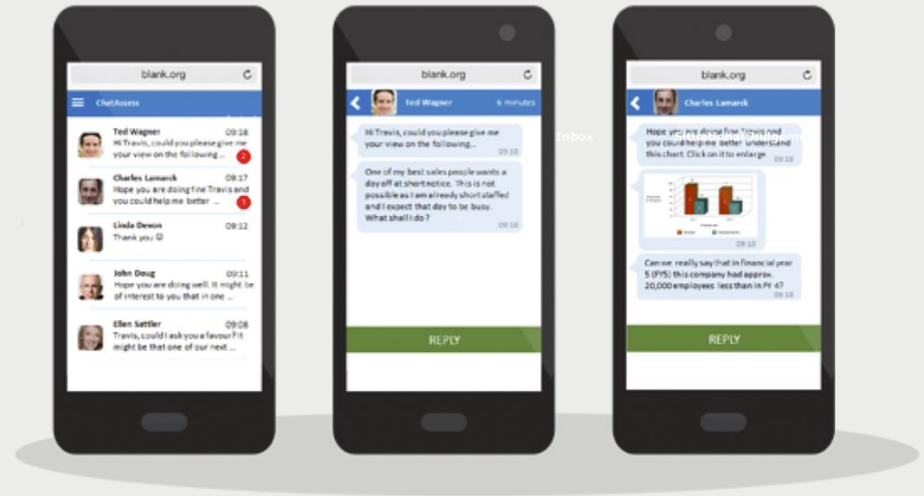 blank.org
ChatAssess
Ted Wagner 09:18
Hi Travis, could you please give me
your view on the following ... 2
Charles Lamarck 09:17
Hope you are doing fine Travis and
you could help me better ...
Linda Devon 09:12
Thank you ☺
John Doug 09:11
Hope you are doing well. It might be
of interest to you that in one ...
Ellen Sattler 09:08
Travis, could I ask you a favour? It
might be that one of our next ...
blank.org
Ted Wagner 6 minutes
Hi Travis, could you please give me
your view on the following...
09:18
One of my best sales people wants a
day off at short notice. This is not
possible as I am already short staffed
and I expect that day to be busy.
What shall I do?
09:18
REPLY
Inbox
blank.org
Charles Lamarck
Situational Judgement
Hope you are doing fine Travis and
you could help me better understand
this chart. Click on it to enlarge.
09:18
09:18
Can we really say that in financial year
5 (FY5) this company had approx.
20,000 employees less than in FY 4?
09:18
REPLY